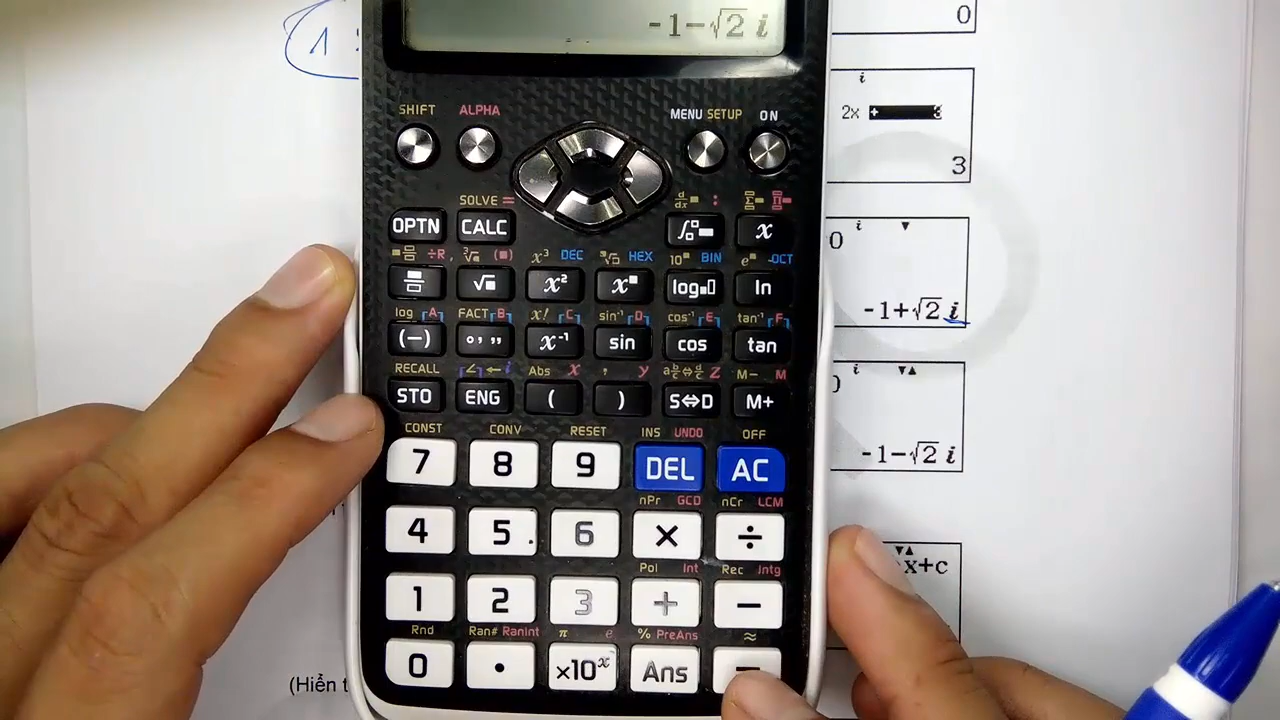 -1-√2 i
0
1
i
2x + 3
3
SHIFT ALPHA MENU SETUP ON
SOLVE = d/dx :
OPTN CALC x
0 i ▼
-1+√2 i
÷R x³ DEC HEX 10 BIN e OCT
√ x² x log ln
log A FACT B x! C sin⁻¹ D cos⁻¹ E tan⁻¹ F
(−) ° ’ ” x⁻¹ sin cos tan
RECALL ∠ ← i Abs x , y a b/c⇔d/c z M− M
STO ENG ( ) S⇔D M+
i ▼▲
-1-√2 i
CONST CONV RESET INS UNDO OFF
7 8 9 DEL AC
nPr GCD nCr LCM
4 5 6 × ÷
Pol Int Rec Intg
▼▲
x+c
1 2 3 + −
Rnd Ran# RanInt π e % PreAns ≈
0 • ×10ˣ Ans =
(Hiển t